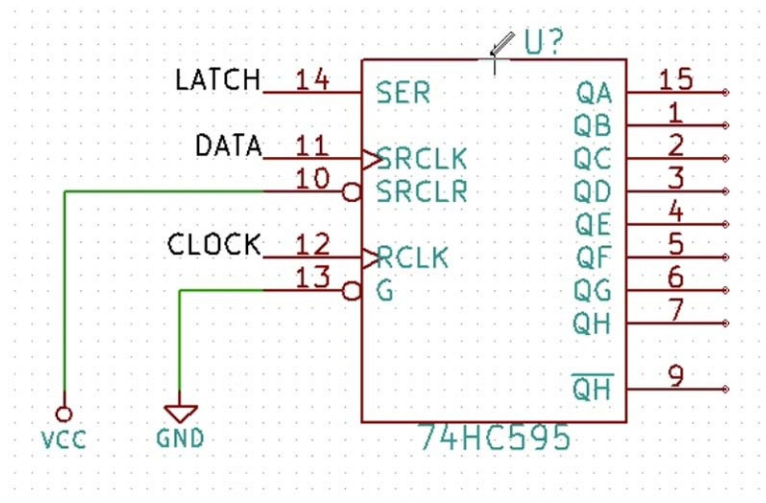 U?
LATCH 14 SER QA 15
QB 1
DATA 11 SRCLK QC 2
10 SRCLR QD 3
QE 4
CLOCK 12 RCLK QF 5
13 G QG 6
QH 7
QH 9
VCC GND 74HC595